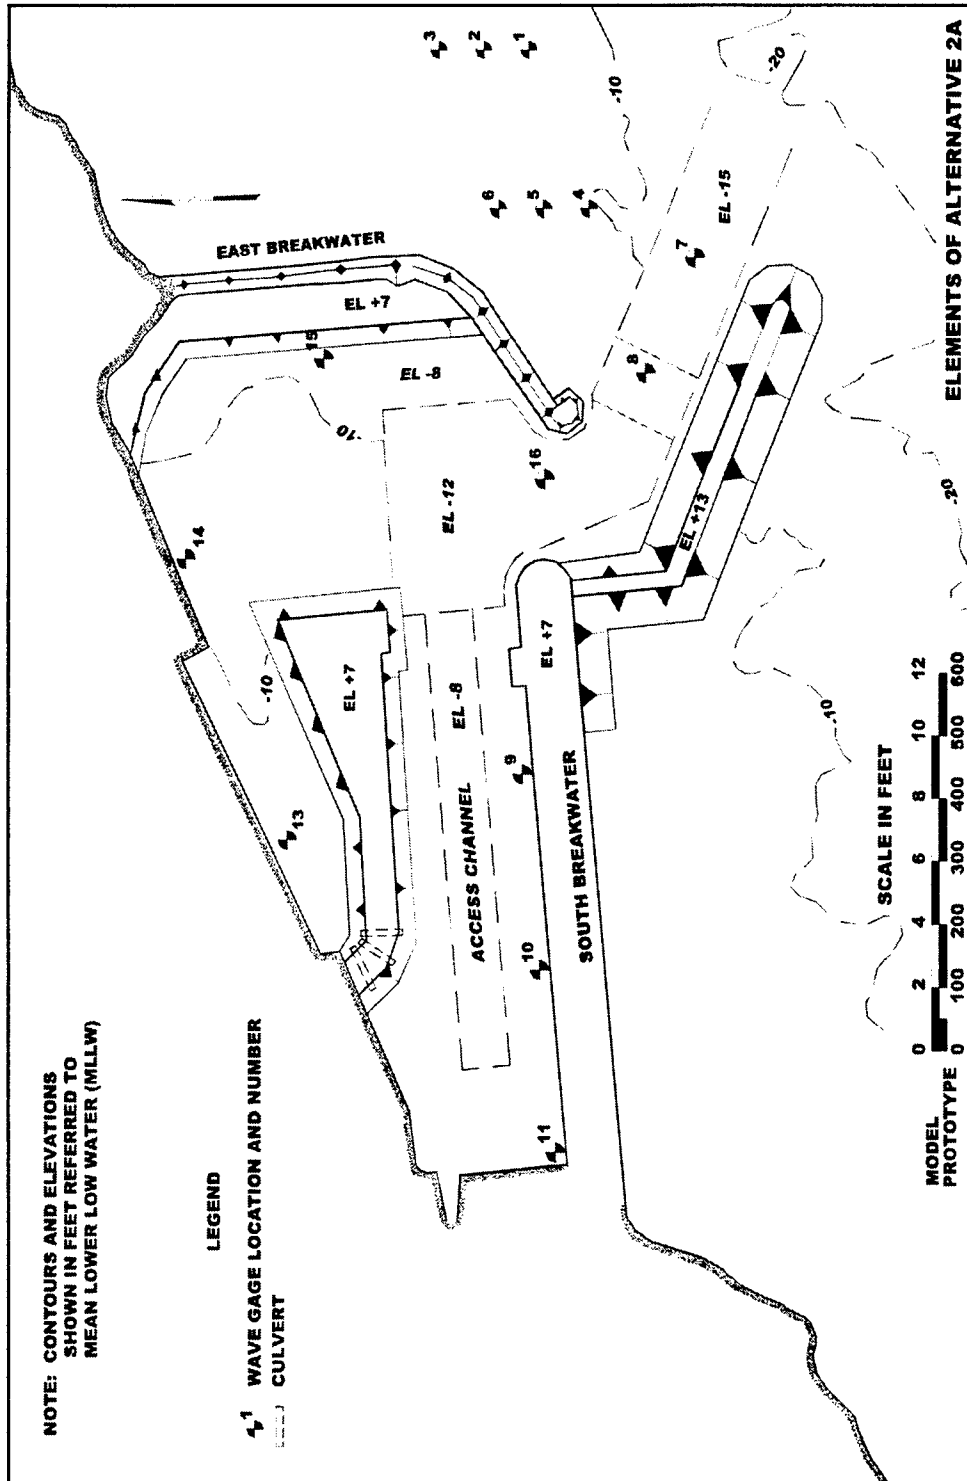 NOTE: CONTOURS AND ELEVATIONS
SHOWN IN FEET REFERRED TO
MEAN LOWER LOW WATER (MLLW)
LEGEND
1 WAVE GAGE LOCATION AND NUMBER
CULVERT
EAST BREAKWATER
EL +7
15
EL -8
-10
14
13
-10
EL +7
EL -12
16
EL -8
ACCESS CHANNEL
9
10
11
EL +7
SOUTH BREAKWATER
EL +13
3
2
1
6
5
4
-10
7
EL -15
8
-20
-10
-20
SCALE IN FEET
MODEL 0 2 4 6 8 10 12
PROTOTYPE 0 100 200 300 400 500 600
ELEMENTS OF ALTERNATIVE 2A